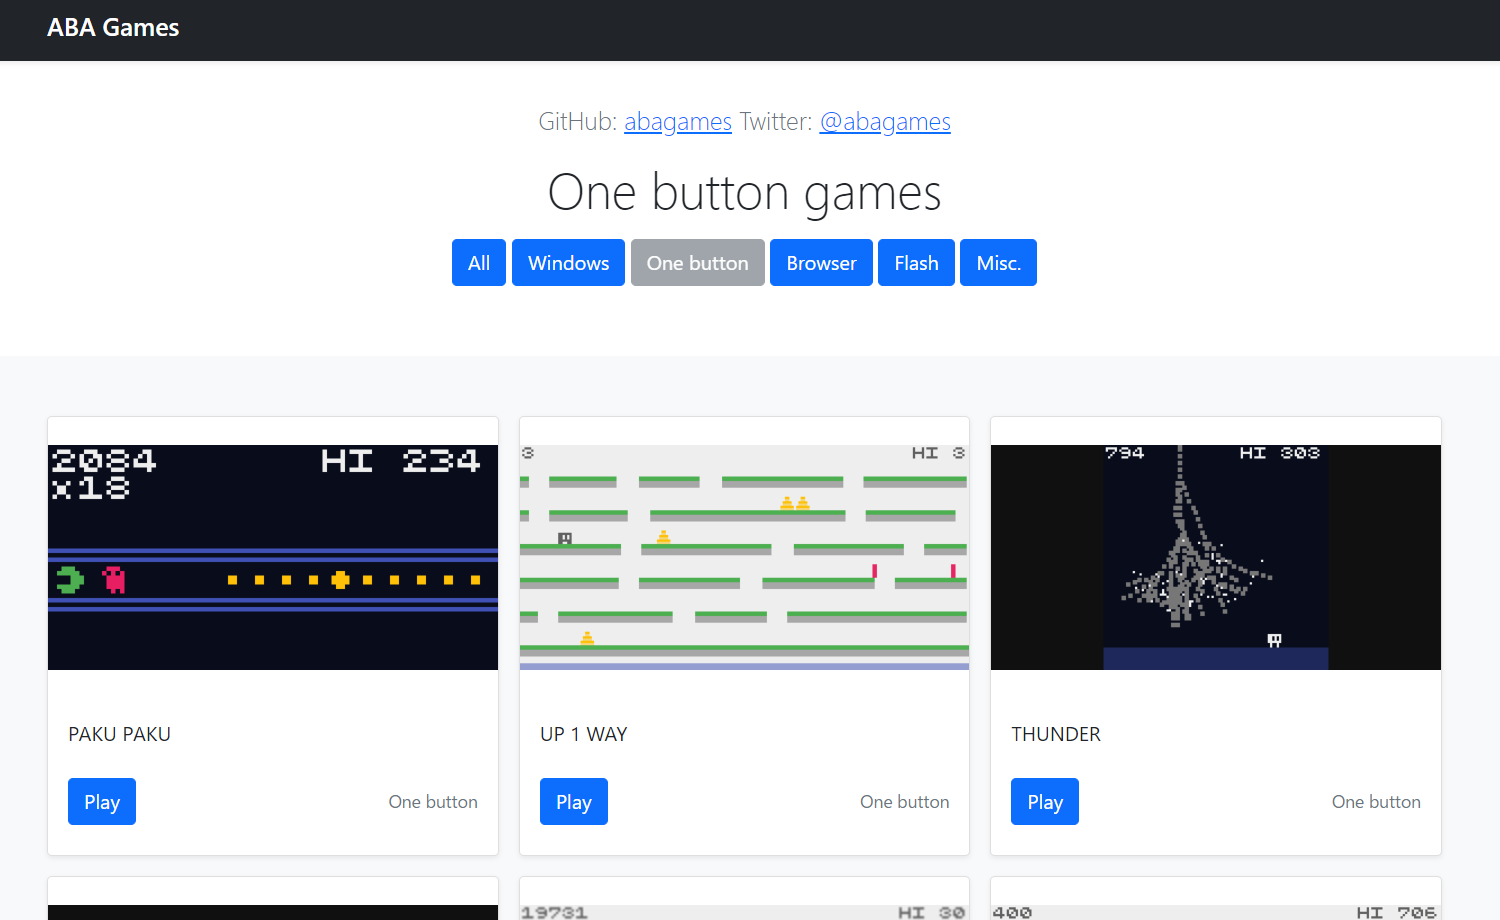 ABA Games
GitHub: abagames Twitter: @abagames
One button games
All Windows One button Browser Flash Misc.
2084 HI 234
x18
3 HI 3
794 HI 303
PAKU PAKU
UP 1 WAY
THUNDER
Play One button
Play One button
Play One button
19731 HI 30
400 HI 706